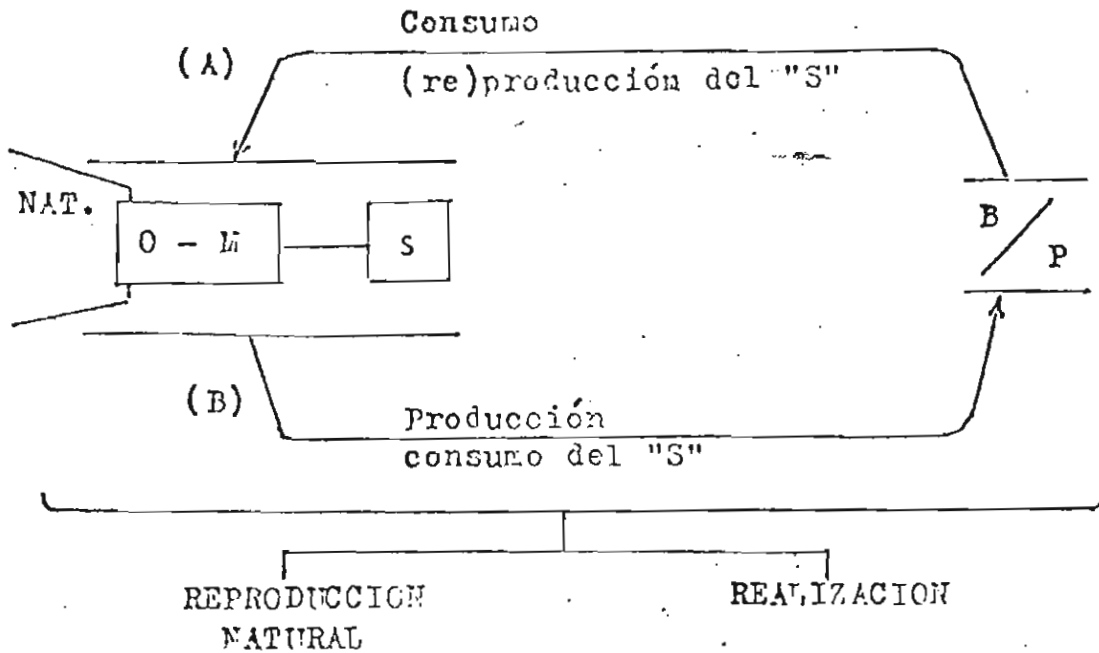 Consumo
(A)
(re)producción del "S"
NAT.
O - M
S
B
P
(B)
Producción
consumo del "S"
REPRODUCCION
NATURAL
REALIZACION